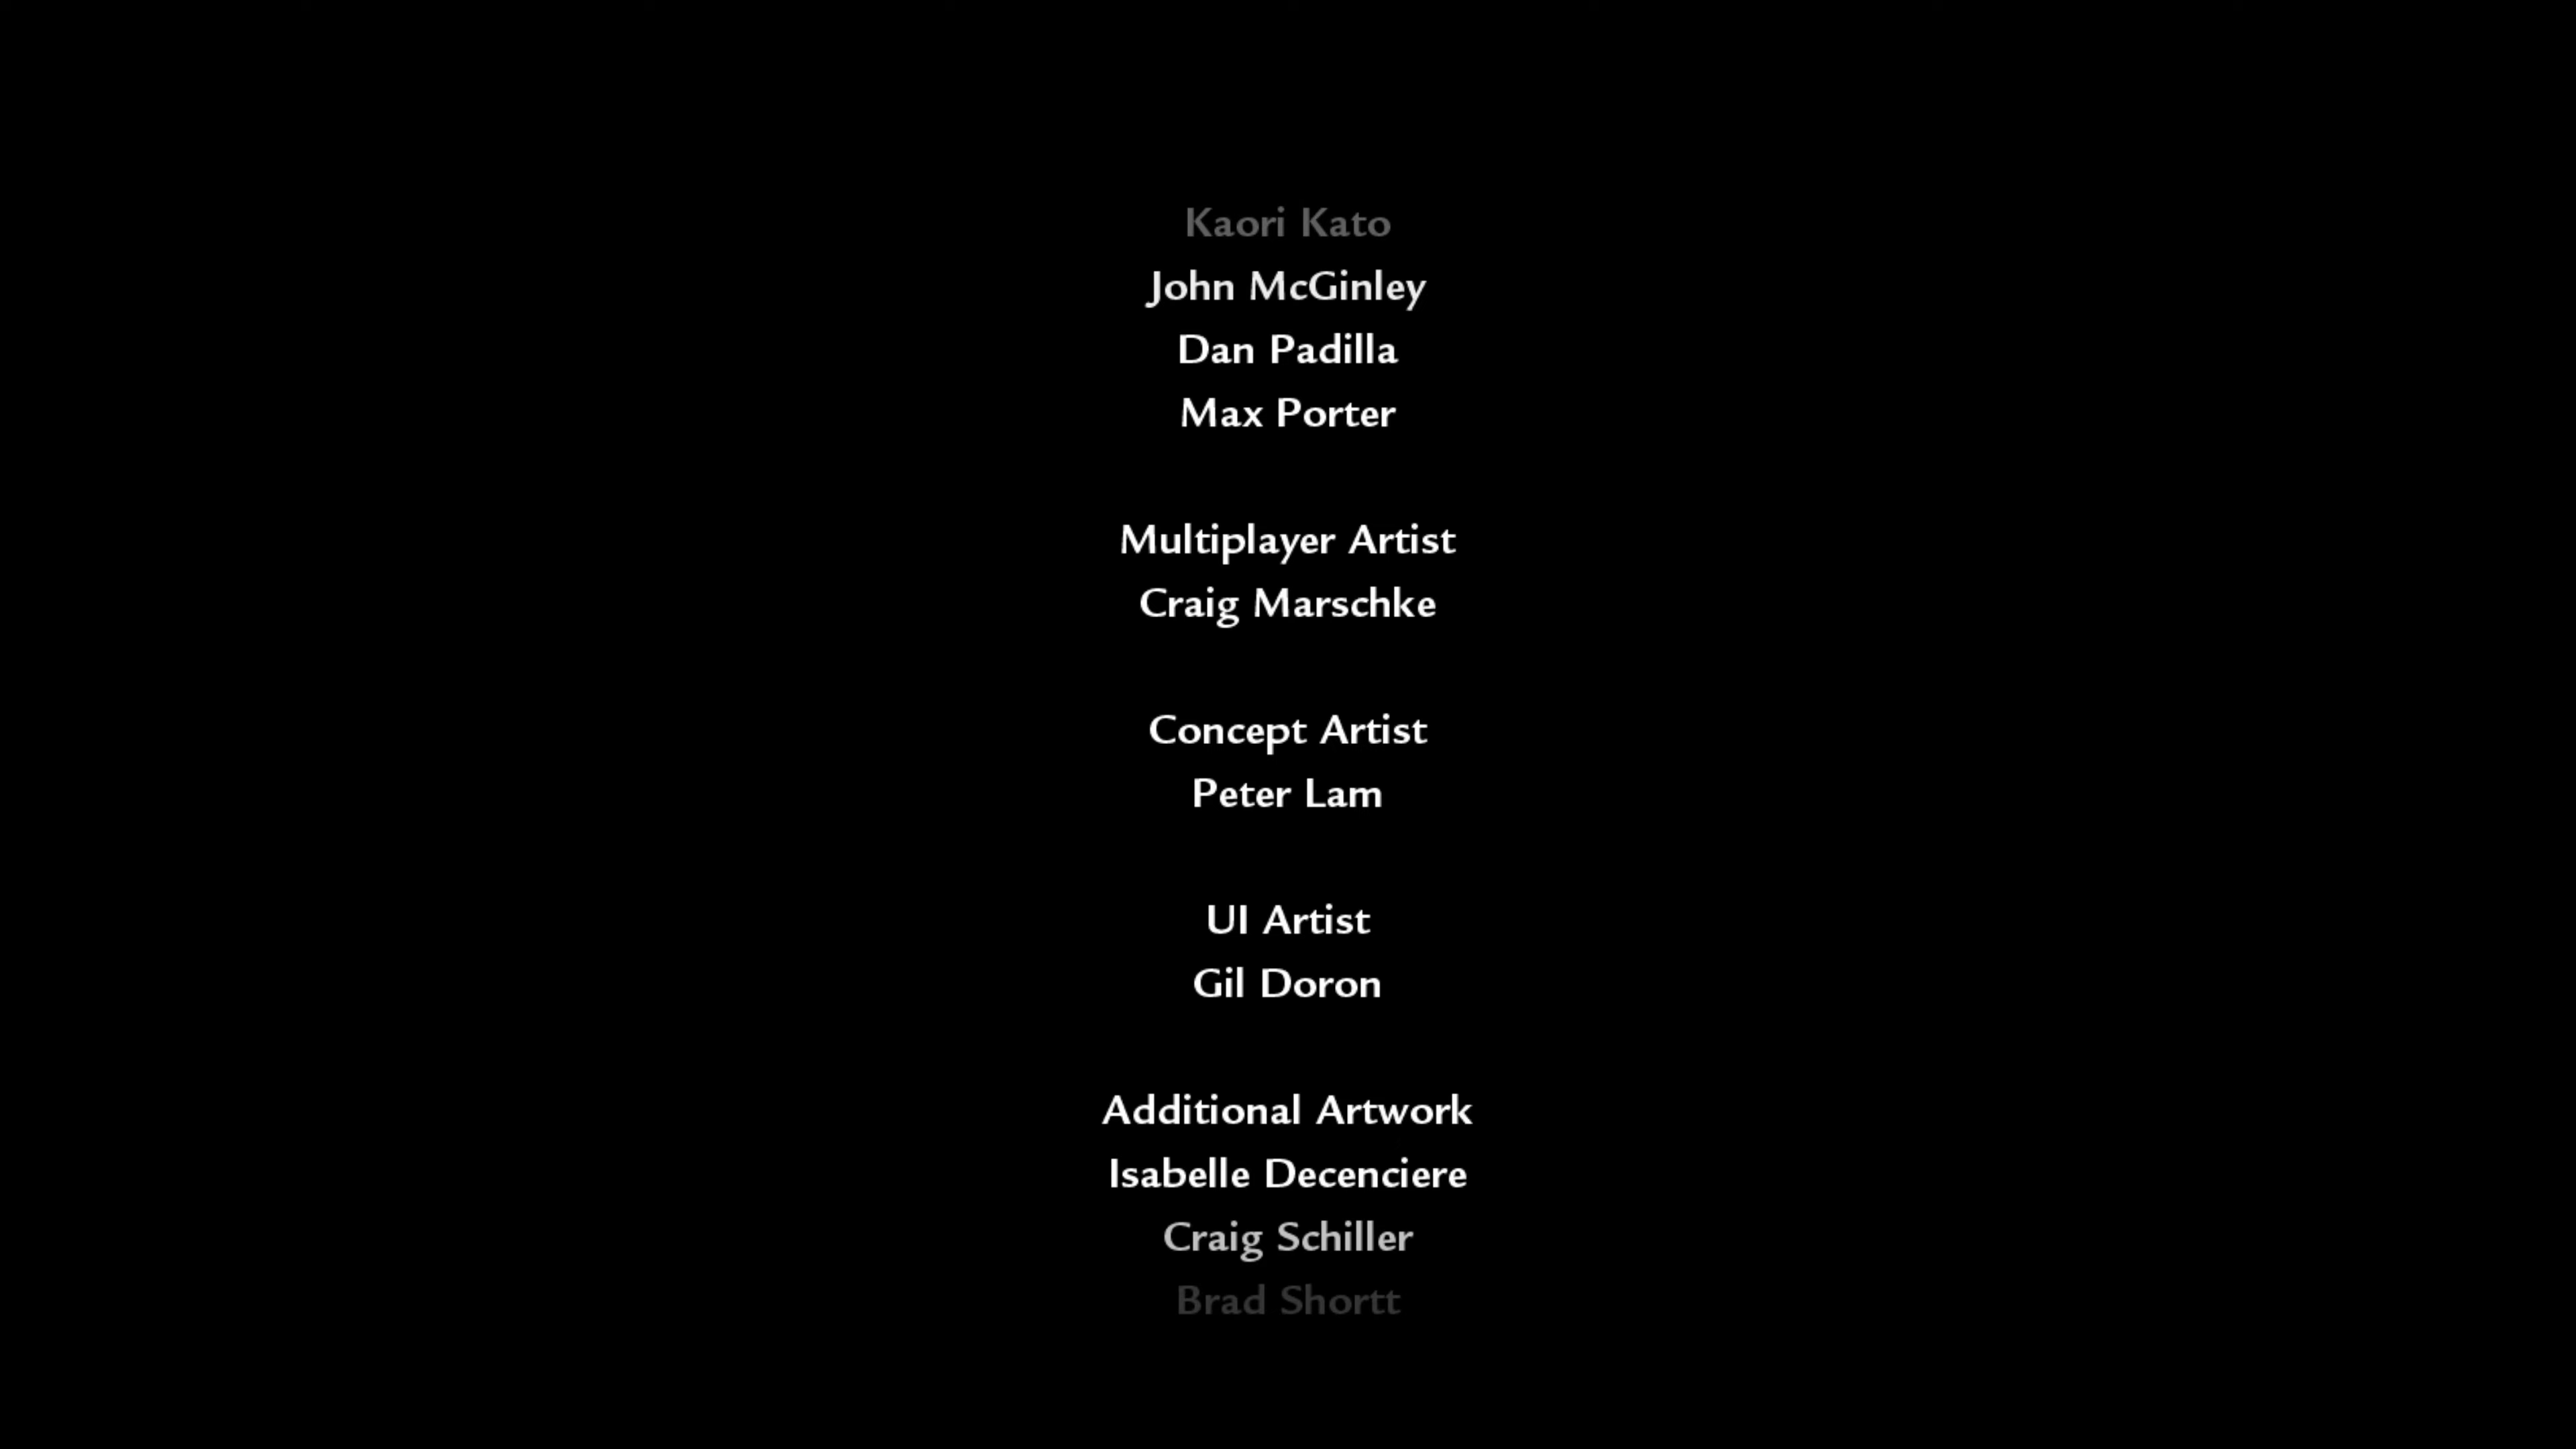 Kaori Kato
John McGinley
Dan Padilla
Max Porter
Multiplayer Artist
Craig Marschke
Concept Artist
Peter Lam
UI Artist
Gil Doron
Additional Artwork
Isabelle Decenciere
Craig Schiller
Brad Shortt